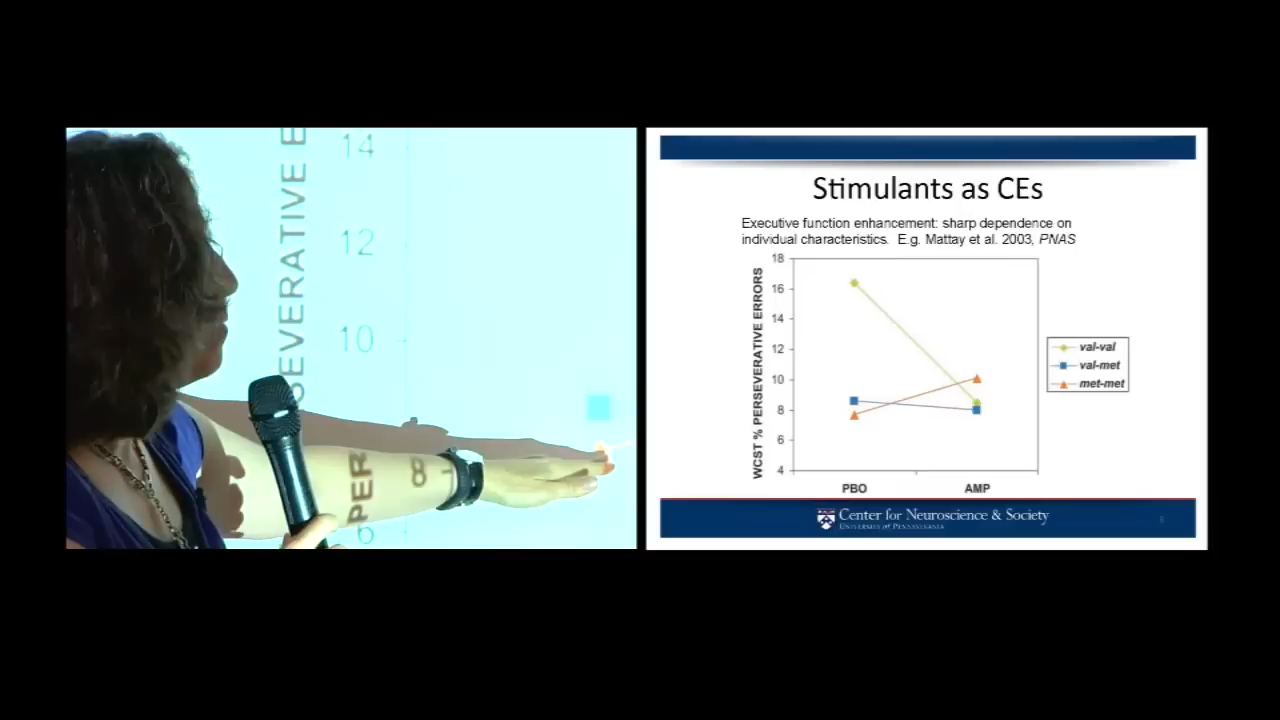 14
12
10
8
6
SEVERATIVE E
PER
Stimulants as CEs
Executive function enhancement: sharp dependence on
individual characteristics. E.g. Mattay et al. 2003, PNAS
WCST % PERSEVERATIVE ERRORS
18
16
14
12
10
8
6
4
PBO
AMP
val-val
val-met
met-met
Center for Neuroscience & Society
UNIVERSITY of PENNSYLVANIA